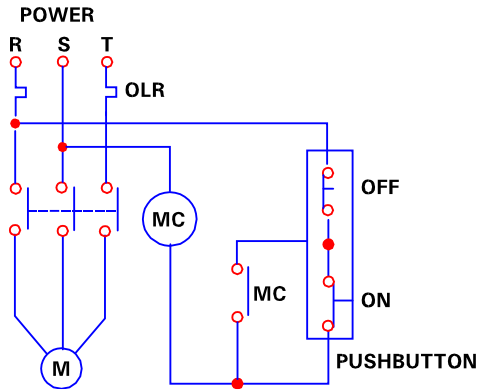 POWER
R S T
OLR
OFF
MC
MC
ON
PUSHBUTTON
M